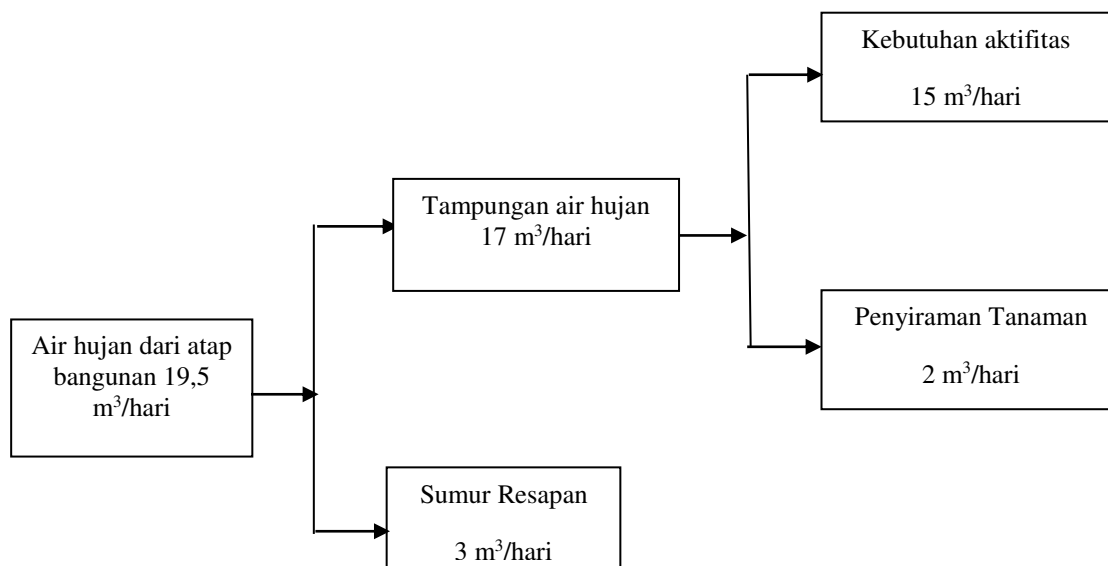 Kebutuhan aktifitas
15 m³/hari
Tampungan air hujan
17 m³/hari
Air hujan dari atap
bangunan 19,5
m³/hari
Penyiraman Tanaman
2 m³/hari
Sumur Resapan
3 m³/hari